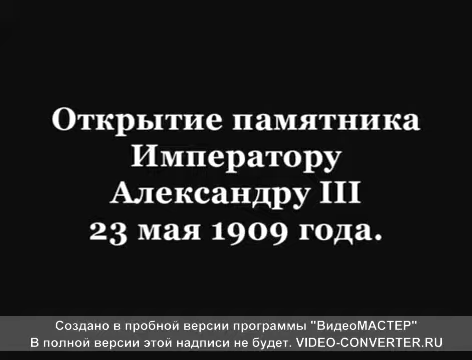 Открытие памятника
Императору
Александру III
23 мая 1909 года.
Создано в пробной версии программы "ВидеоМАСТЕР"
В полной версии этой надписи не будет. VIDEO-CONVERTER.RU